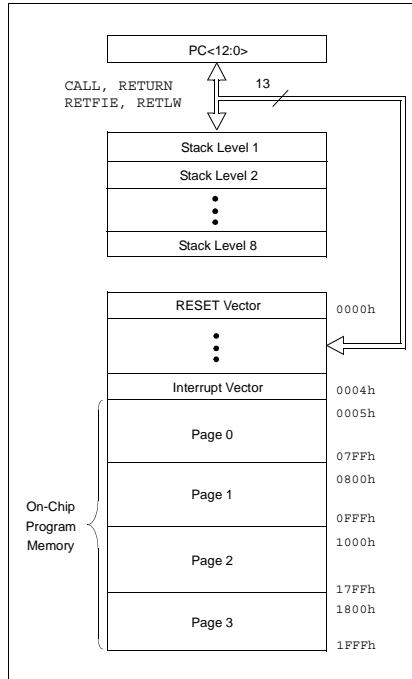 PC<12:0>
CALL, RETURN
RETFIE, RETLW
13
Stack Level 1
Stack Level 2
Stack Level 8
RESET Vector
0000h
Interrupt Vector
0004h
0005h
Page 0
07FFh
0800h
Page 1
0FFFh
On-Chip
Program
Memory
1000h
Page 2
17FFh
1800h
Page 3
1FFFh